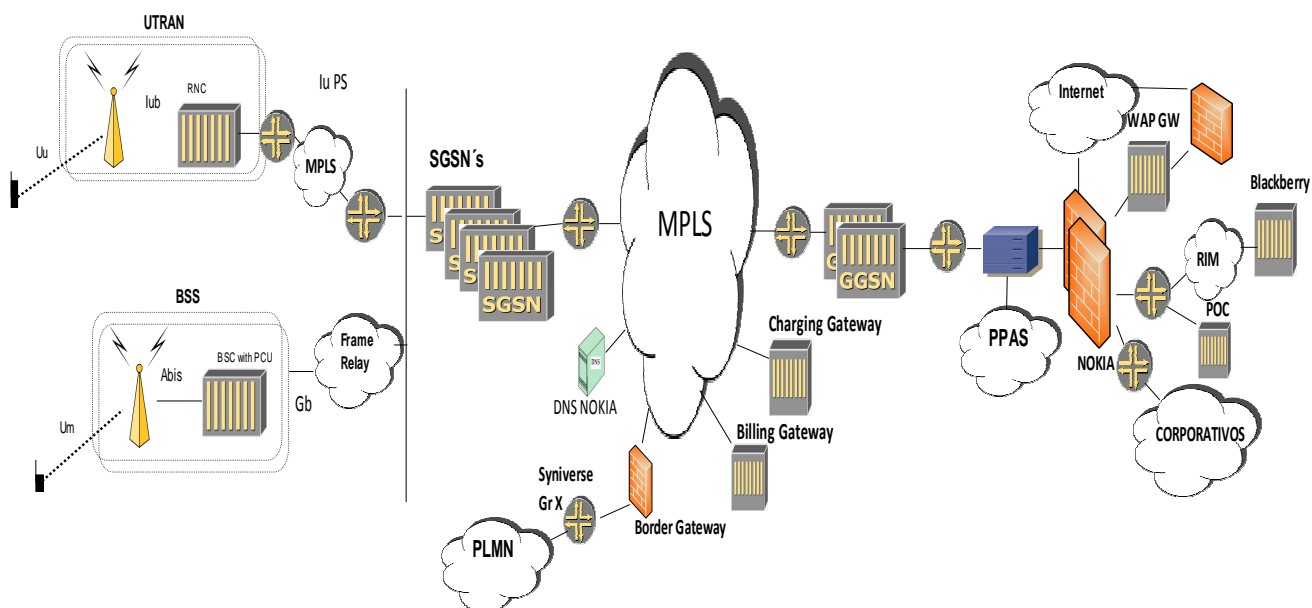 UTRAN
RNC
Iub
Iu PS
Uu
MPLS
SGSN´s
S
S
S
SGSN
BSS
BSC with PCU
Abis
Um
Gb
Frame
Relay
MPLS
DNS
DNS NOKIA
Syniverse
Gr X
PLMN
Border Gateway
Billing Gateway
Charging Gateway
G
GGSN
PPAS
Internet
WAP GW
Blackberry
RIM
POC
NOKIA
CORPORATIVOS